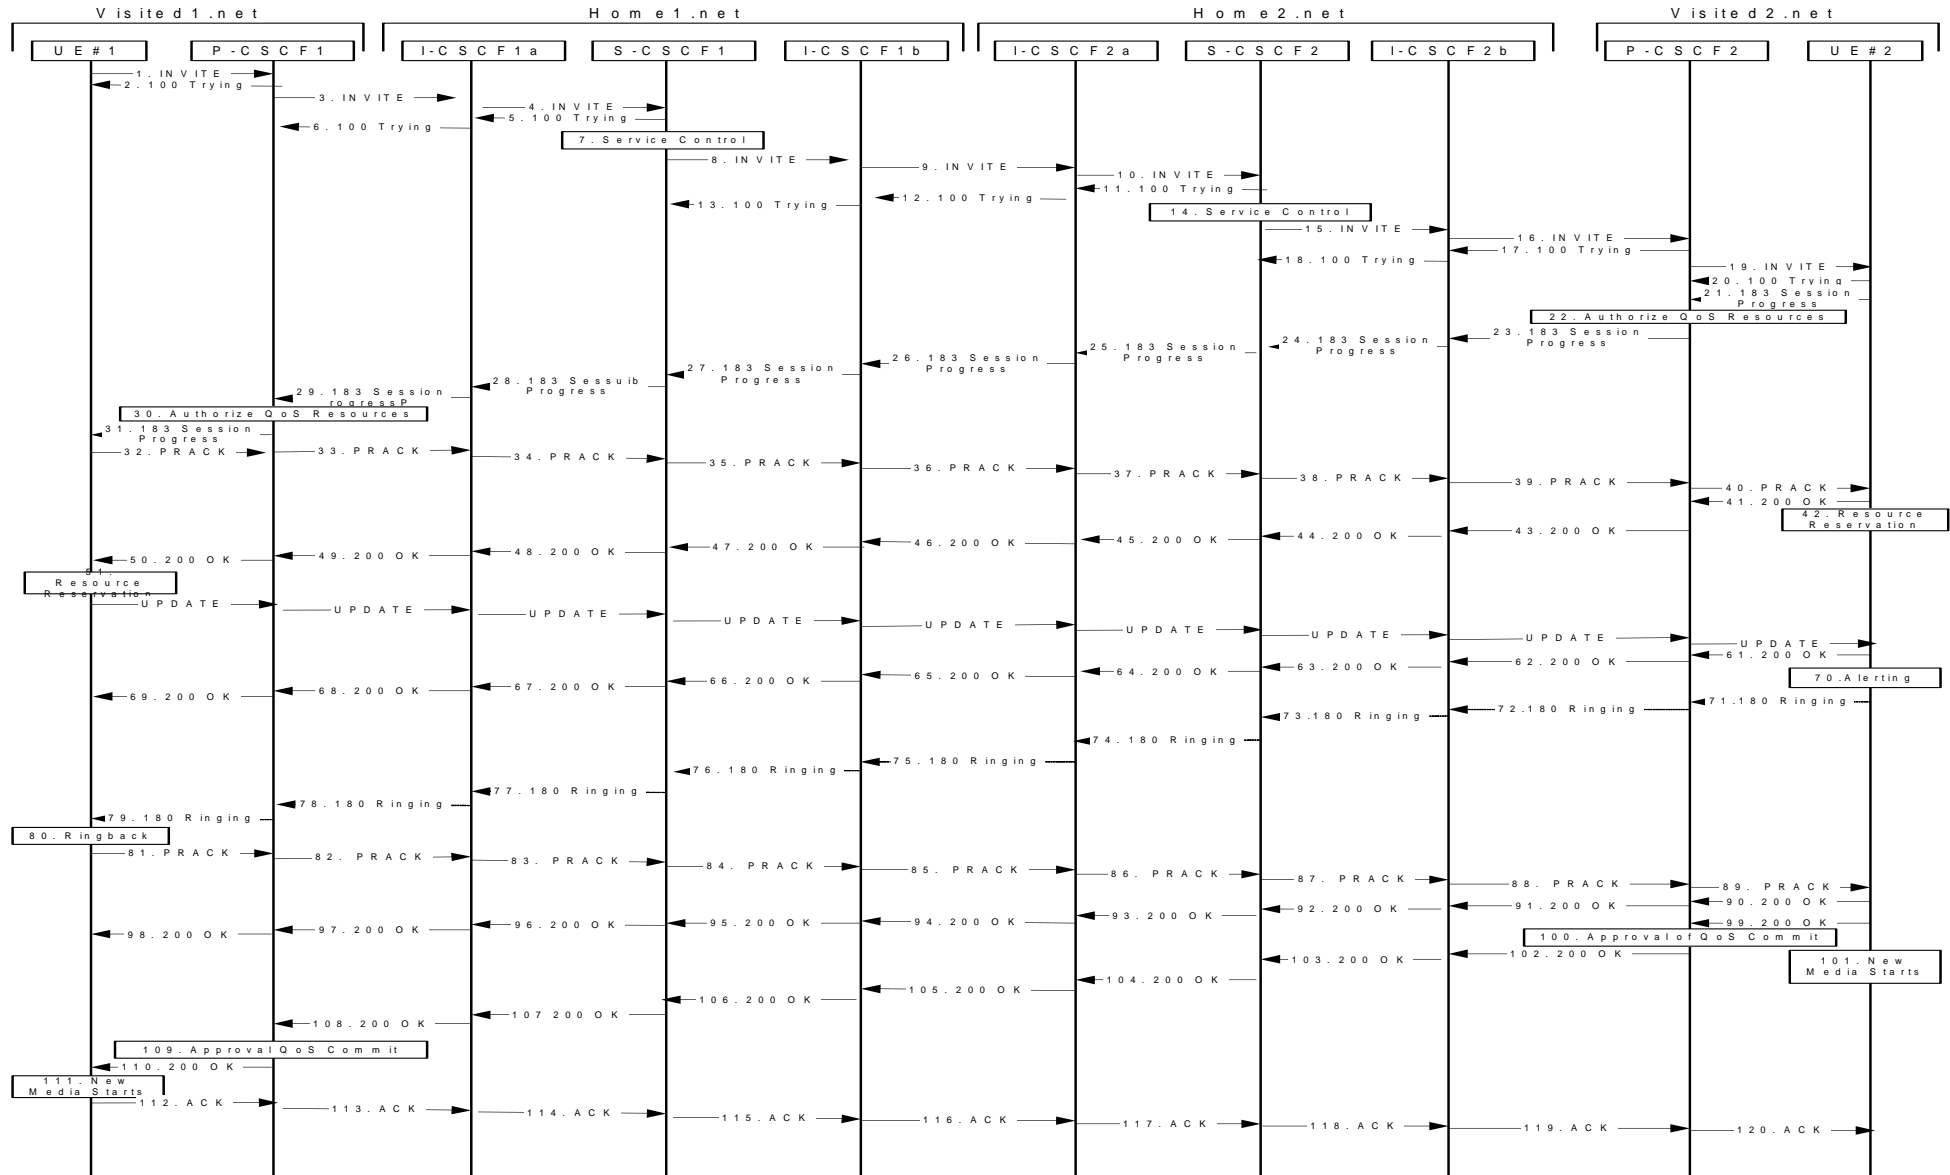 Visited1.net
Home1.net
Home2.net
Visited2.net
UE#1
P-CSCF1
I-CSCF1a
S-CSCF1
I-CSCF1b
I-CSCF2a
S-CSCF2
I-CSCF2b
P-CSCF2
UE#2
1.INVITE
2.100 Trying
3.INVITE
4.INVITE
5.100 Trying
6.100 Trying
7.Service Control
8.INVITE
9.INVITE
10.INVITE
11.100 Trying
12.100 Trying
13.100 Trying
14.Service Control
15.INVITE
16.INVITE
17.100 Trying
18.100 Trying
19.INVITE
20.100 Trying
21.183 Session
Progress
22.Authorize QoS Resources
23.183 Session
Progress
24.183 Session
Progress
25.183 Session
Progress
26.183 Session
Progress
27.183 Session
Progress
28.183 Sessuib
Progress
29.183 Session
rogressP
30.Authorize QoS Resources
31.183 Session
Progress
32.PRACK
33.PRACK
34.PRACK
35.PRACK
36.PRACK
37.PRACK
38.PRACK
39.PRACK
40.PRACK
41.200 OK
42.Resource
Reservation
43.200 OK
44.200 OK
45.200 OK
46.200 OK
47.200 OK
48.200 OK
49.200 OK
50.200 OK
51.
Resource
Reservation
UPDATE
UPDATE
UPDATE
UPDATE
UPDATE
UPDATE
UPDATE
UPDATE
UPDATE
61.200 OK
62.200 OK
63.200 OK
64.200 OK
65.200 OK
66.200 OK
67.200 OK
68.200 OK
69.200 OK
70.Alerting
71.180 Ringing
72.180 Ringing
73.180 Ringing
74.180 Ringing
75.180 Ringing
76.180 Ringing
77.180 Ringing
78.180 Ringing
79.180 Ringing
80.Ringback
81.PRACK
82. PRACK
83. PRACK
84. PRACK
85. PRACK
86. PRACK
87. PRACK
88. PRACK
89. PRACK
90.200 OK
91.200 OK
92.200 OK
93.200 OK
94.200 OK
95.200 OK
96.200 OK
97.200 OK
98.200 OK
99.200 OK
100.ApprovalofQoS Commit
101.New
Media Starts
102.200 OK
103.200 OK
104.200 OK
105.200 OK
106.200 OK
107 200 OK
108.200 OK
109.ApprovalQoS Commit
110.200 OK
111.New
Media Starts
112.ACK
113.ACK
114.ACK
115.ACK
116.ACK
117.ACK
118.ACK
119.ACK
120.ACK